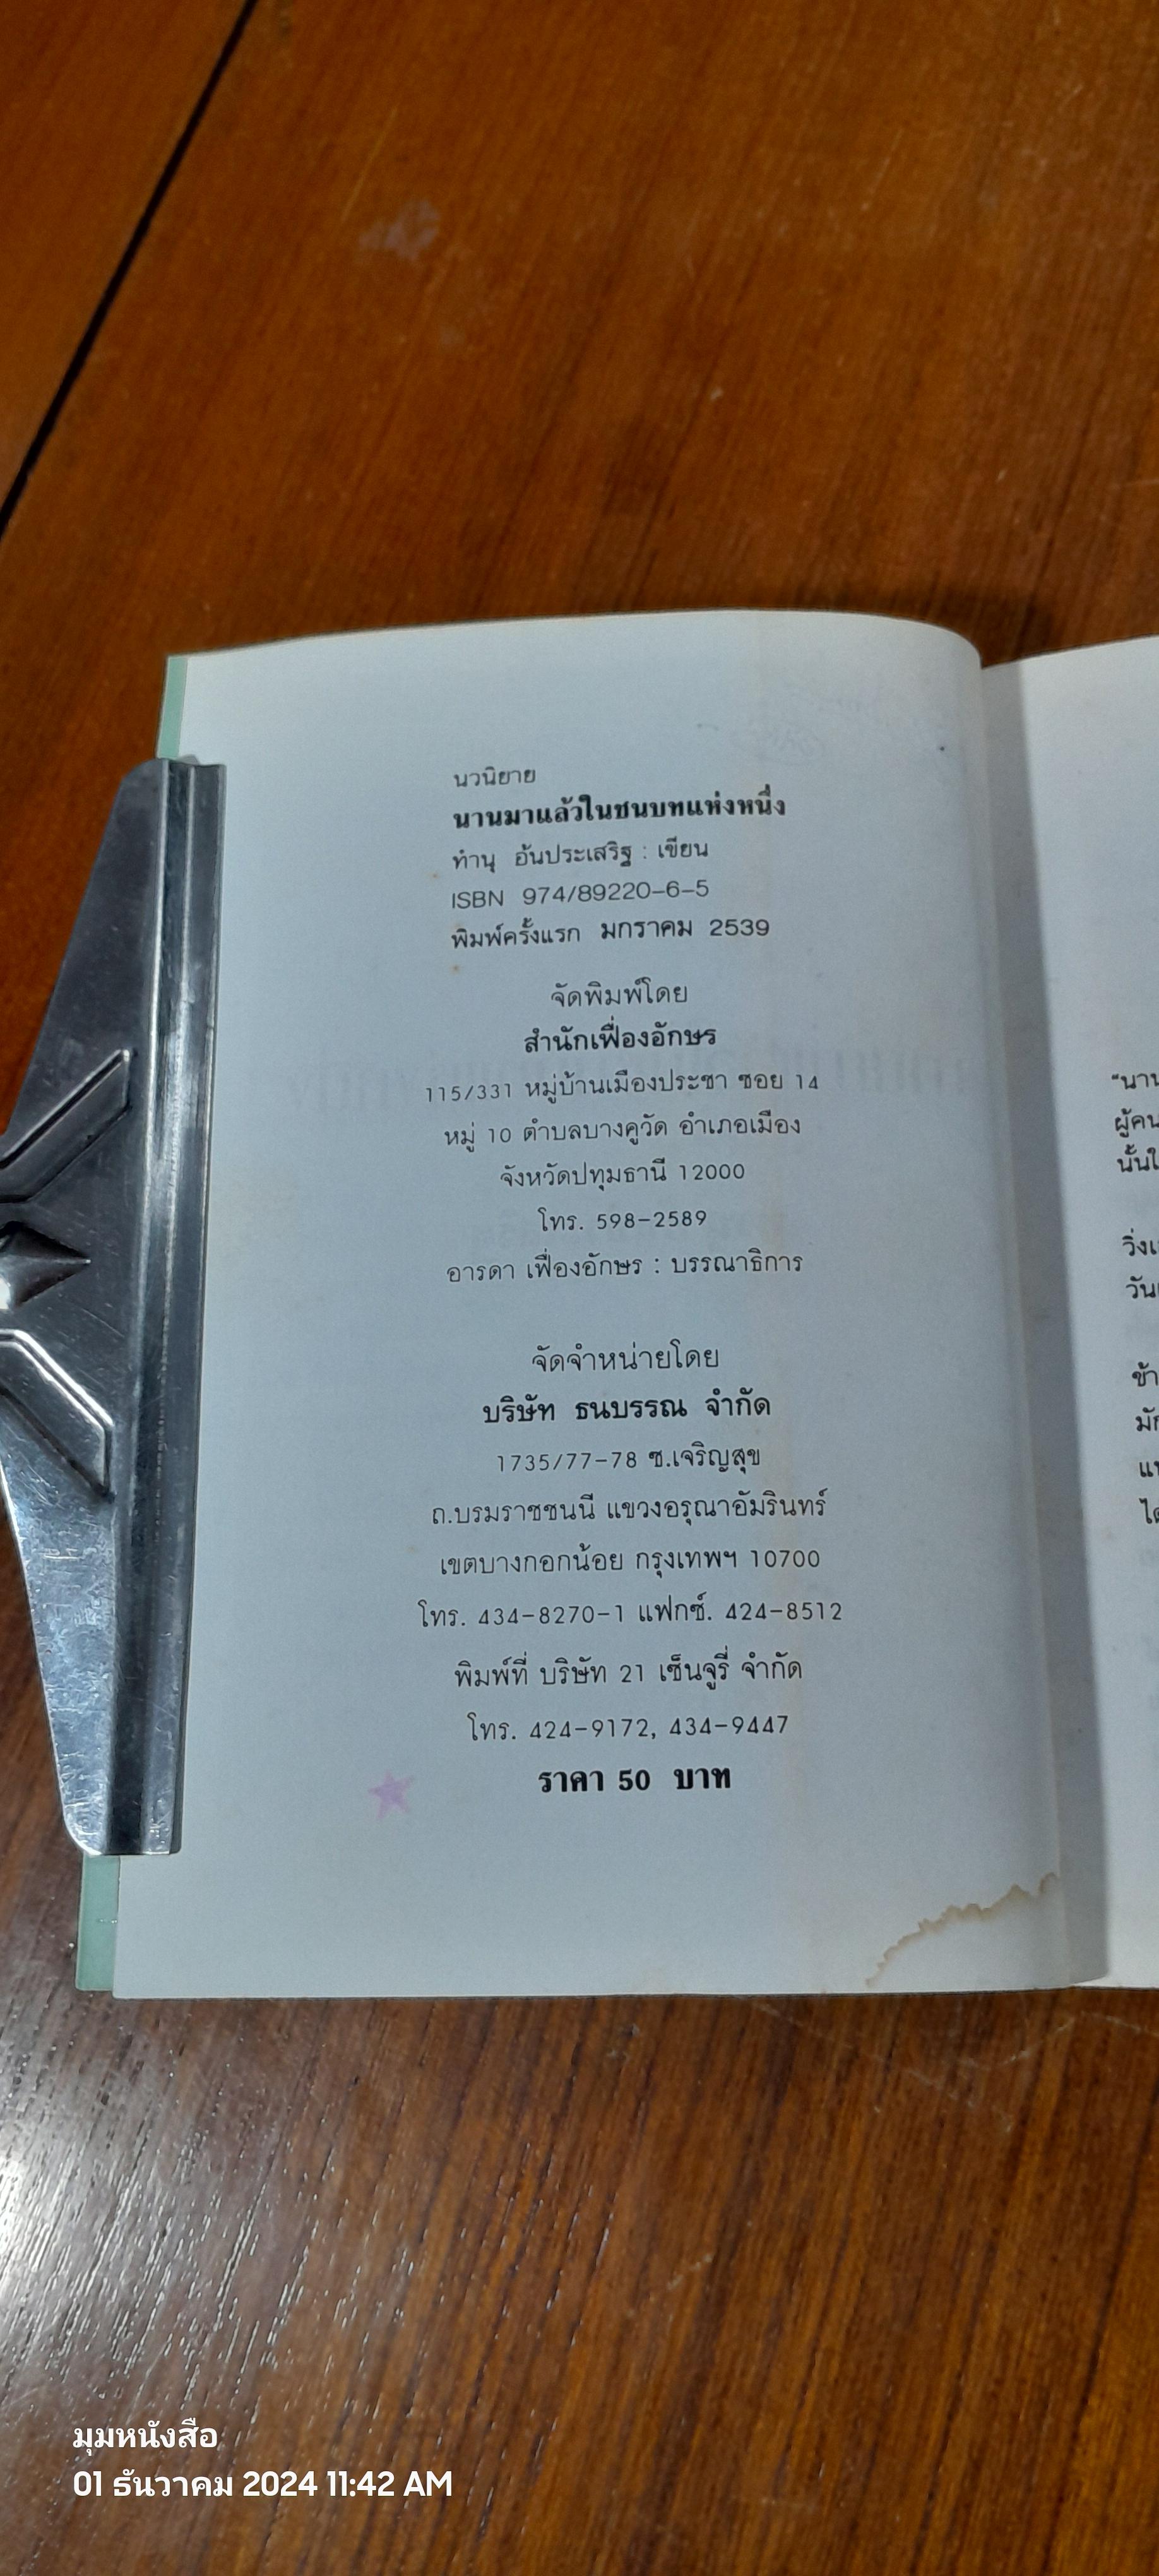 นวนิยาย
นานมาแล้วในชนบทแห่งหนึ่ง
ทำนุ อ้นประเสริฐ : เขียน
ISBN 974/89220-6-5
พิมพ์ครั้งแรก มกราคม 2539
จัดพิมพ์โดย
สำนักเฟื่องอักษร
115/331 หมู่บ้านเมืองประชา ซอย 14
หมู่ 10 ตำบลบางคูวัด อำเภอเมือง
จังหวัดปทุมธานี 12000
โทร. 598-2589
อารดา เฟื่องอักษร : บรรณาธิการ
จัดจำหน่ายโดย
บริษัท ธนบรรณ จำกัด
1735/77-78 ซ.เจริญสุข
ถ.บรมราชชนนี แขวงอรุณาอัมรินทร์
เขตบางกอกน้อย กรุงเทพฯ 10700
โทร. 434-8270-1 แฟกซ์. 424-8512
พิมพ์ที่ บริษัท 21 เซ็นจูรี่ จำกัด
โทร. 424-9172, 434-9447
ราคา 50 บาท
"นาน
ผู้คน
วัน
ข้า
มุมหนังสือ
01 ธันวาคม 2024 11:42 AM